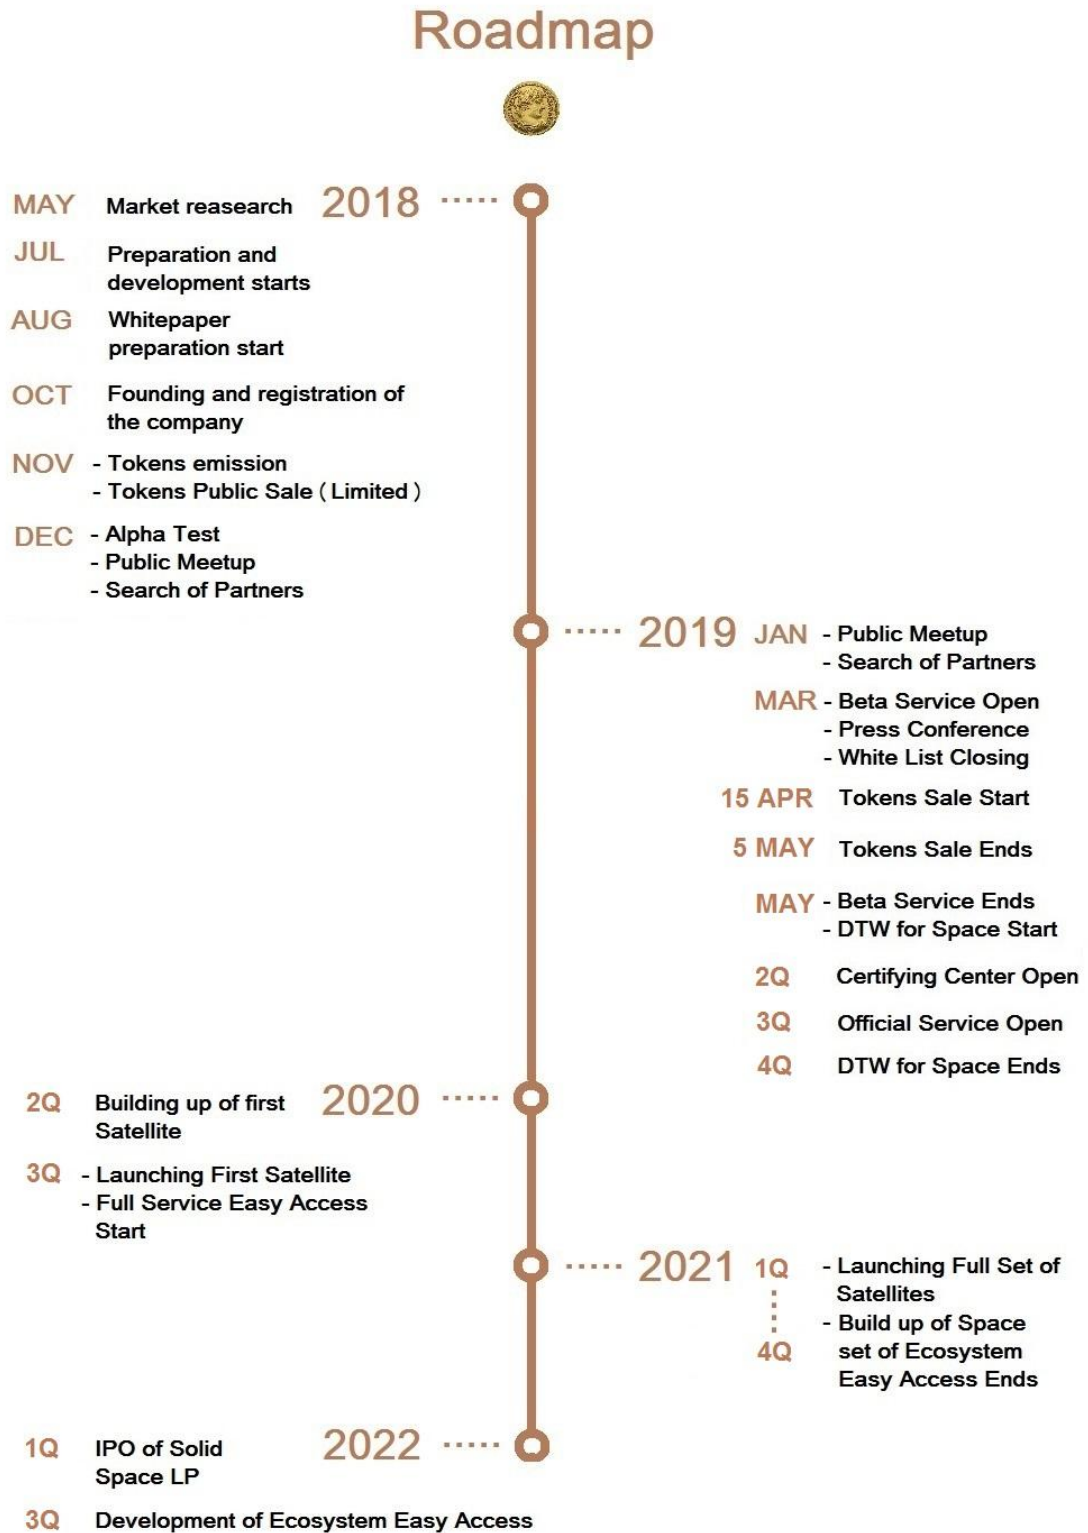 Roadmap
2018
MAY Market reasearch
JUL Preparation and
development starts
AUG Whitepaper
preparation start
OCT Founding and registration of
the company
NOV - Tokens emission
- Tokens Public Sale ( Limited )
DEC - Alpha Test
- Public Meetup
- Search of Partners
2019
JAN - Public Meetup
- Search of Partners
MAR - Beta Service Open
- Press Conference
- White List Closing
15 APR Tokens Sale Start
5 MAY Tokens Sale Ends
MAY - Beta Service Ends
- DTW for Space Start
2Q Certifying Center Open
3Q Official Service Open
4Q DTW for Space Ends
2020
2Q Building up of first
Satellite
3Q - Launching First Satellite
- Full Service Easy Access
Start
2021
1Q - Launching Full Set of
Satellites
- Build up of Space
4Q set of Ecosystem
Easy Access Ends
2022
1Q IPO of Solid
Space LP
3Q Development of Ecosystem Easy Access